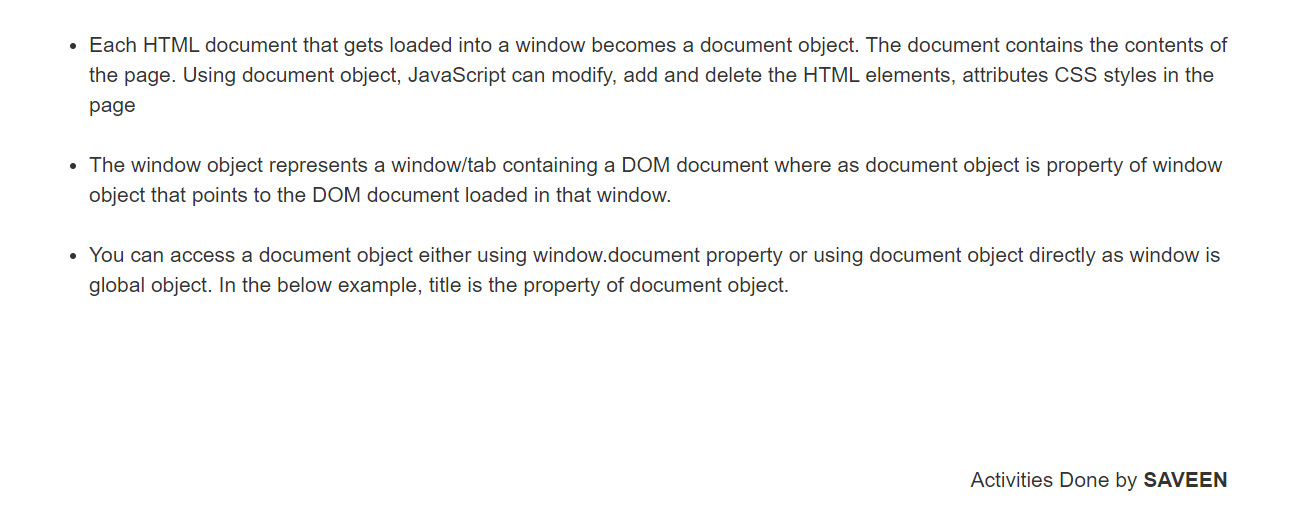 • Each HTML document that gets loaded into a window becomes a document object. The document contains the contents of
the page. Using document object, JavaScript can modify, add and delete the HTML elements, attributes CSS styles in the
page
• The window object represents a window/tab containing a DOM document where as document object is property of window
object that points to the DOM document loaded in that window.
• You can access a document object either using window.document property or using document object directly as window is
global object. In the below example, title is the property of document object.
Activities Done by SAVEEN